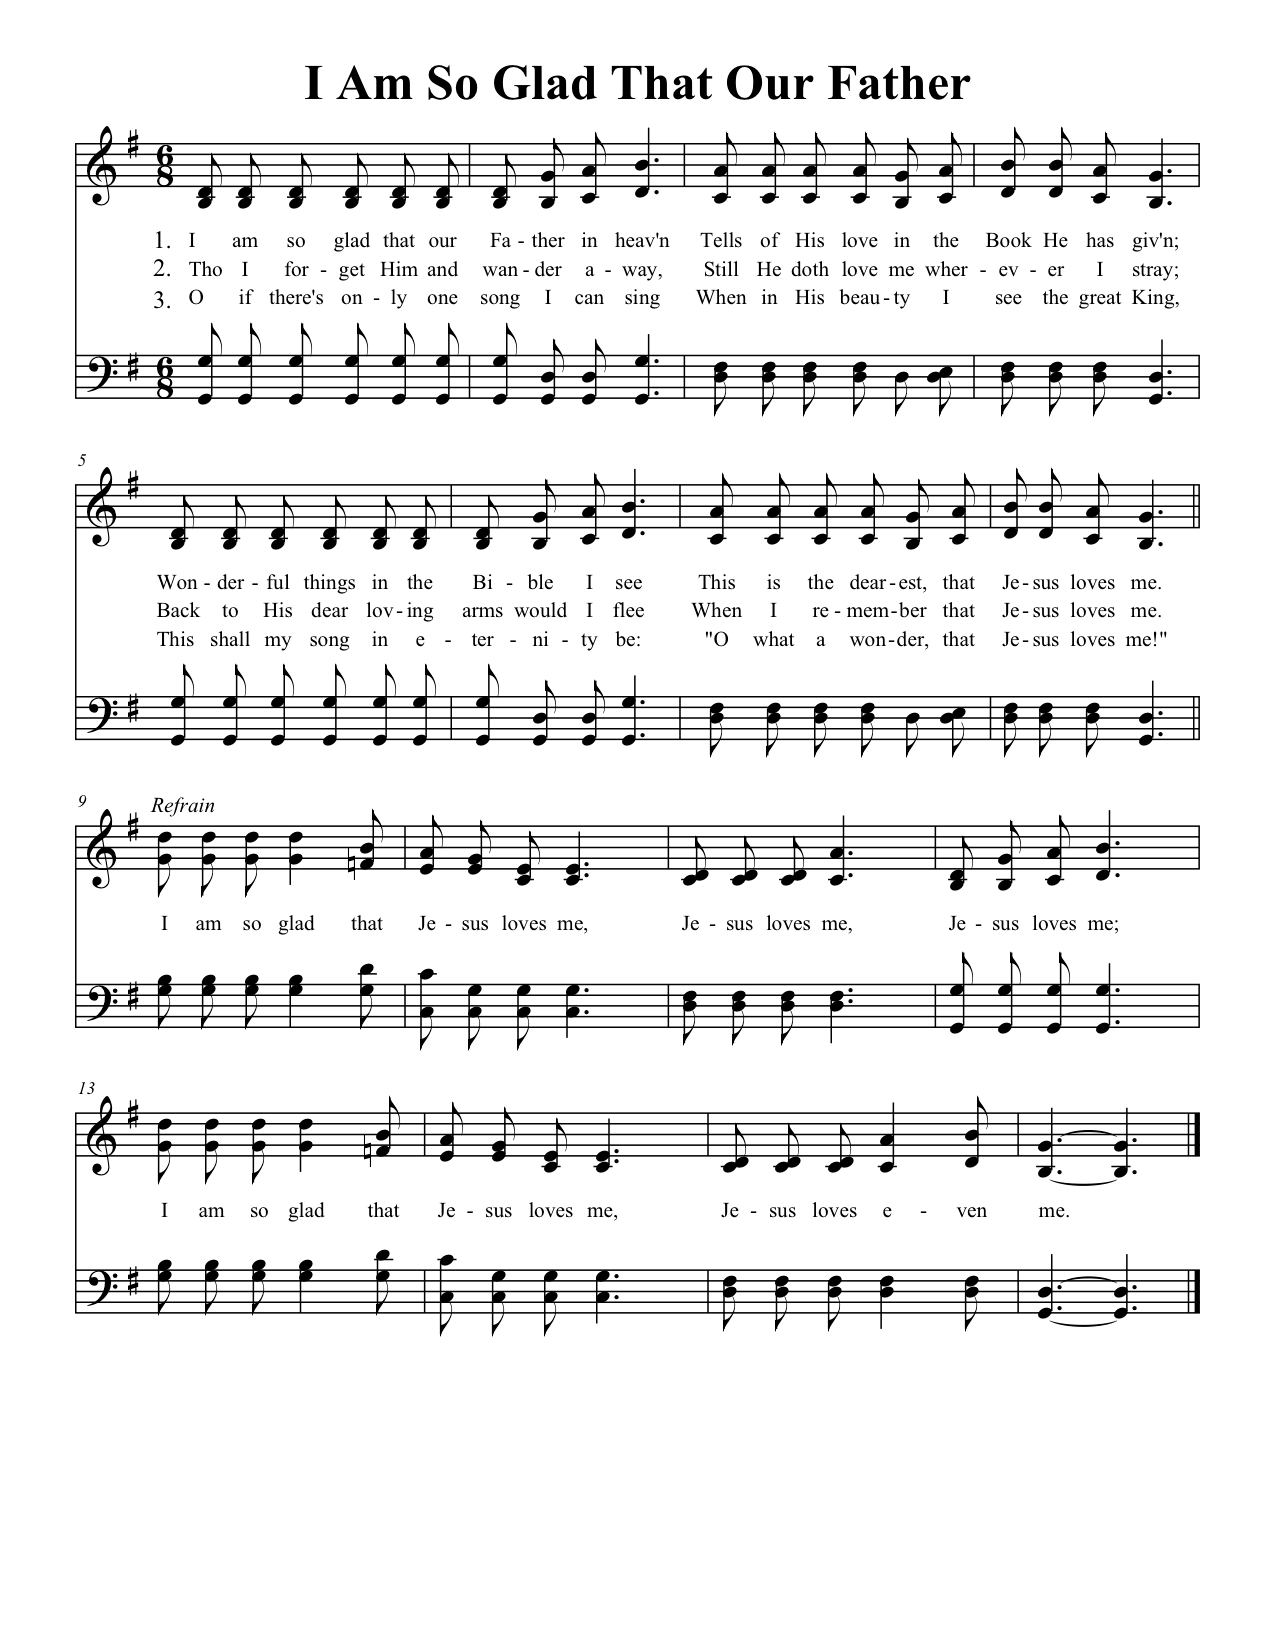 I Am So Glad That Our Father
6 8
1. I am so glad that our Fa - ther in heav'n Tells of His love in the Book He has giv'n;
2. Tho I for - get Him and wan - der a - way, Still He doth love me wher - ev - er I stray;
3. O if there's on - ly one song I can sing When in His beau - ty I see the great King,
6 8
5
Won - der - ful things in the Bi - ble I see This is the dear - est, that Je - sus loves me.
Back to His dear lov - ing arms would I flee When I re - mem - ber that Je - sus loves me.
This shall my song in e - ter - ni - ty be: "O what a won - der, that Je - sus loves me!"
9 Refrain
I am so glad that Je - sus loves me, Je - sus loves me, Je - sus loves me;
13
I am so glad that Je - sus loves me, Je - sus loves e - ven me.